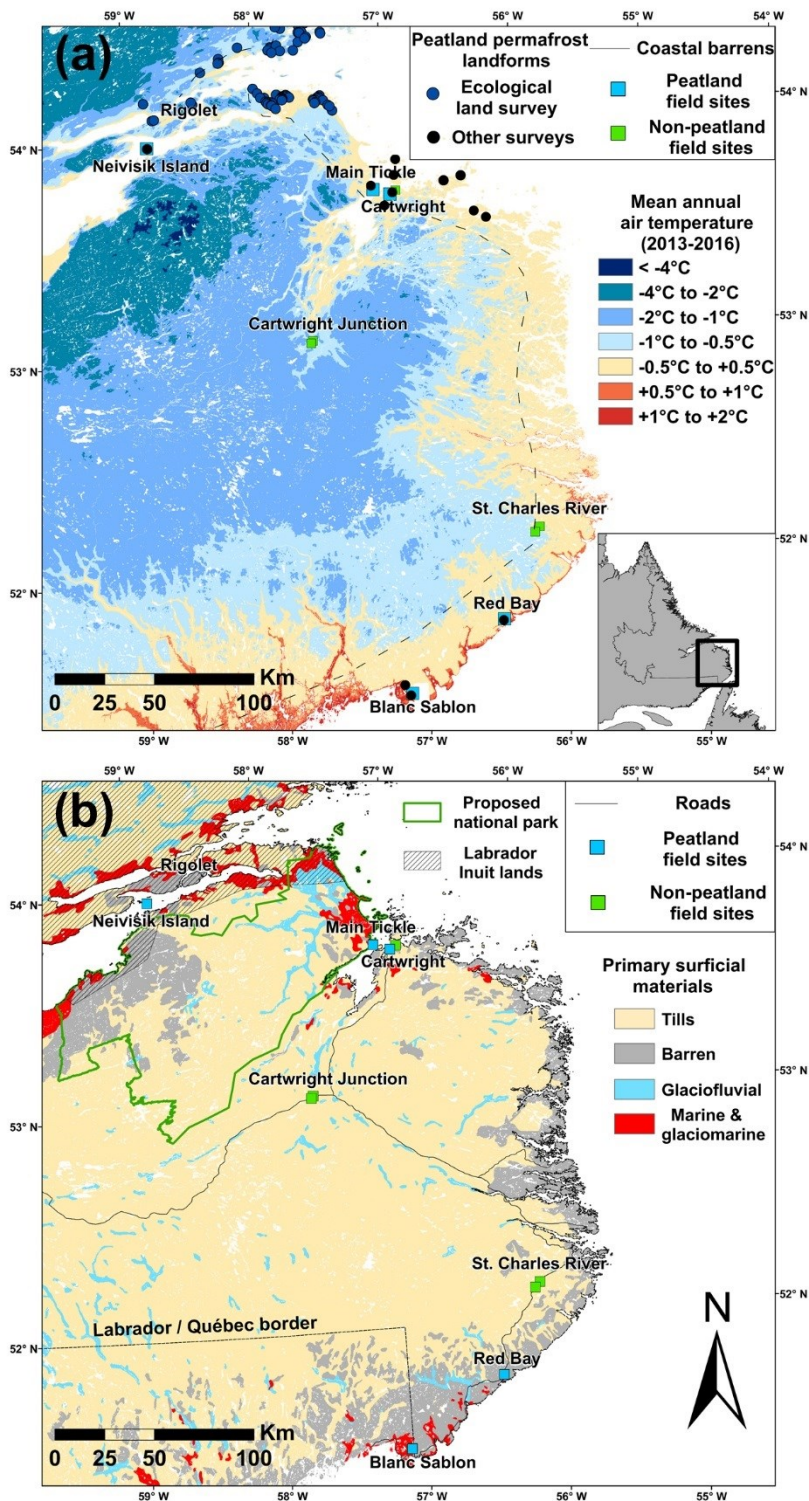 59° W 58° W 57° W 56° W 55° W 54° W
(a)
Peatland permafrost
landforms
Ecological
land survey
Other surveys
Coastal barrens
Peatland
field sites
Non-peatland
field sites
54° N
54° N
Rigolet
Neivisik Island
Main Tickle
Cartwright
Mean annual
air temperature
(2013-2016)
< -4°C
-4°C to -2°C
-2°C to -1°C
-1°C to -0.5°C
-0.5°C to +0.5°C
+0.5°C to +1°C
+1°C to +2°C
Cartwright Junction
53° N
53° N
St. Charles River
52° N
52° N
Red Bay
Blanc Sablon
Km
0 25 50 100
59° W 58° W 57° W 56° W 55° W 54° W
59° W 58° W 57° W 56° W 55° W 54° W
(b)
Proposed
national park
Labrador
Inuit lands
Roads
Peatland
field sites
Non-peatland
field sites
54° N
54° N
Rigolet
Neivisik Island
Main Tickle
Cartwright
Primary surficial
materials
Tills
Barren
Glaciofluvial
Marine &
glaciomarine
Cartwright Junction
53° N
53° N
St. Charles River
Labrador / Québec border
52° N
52° N
Red Bay
N
Blanc Sablon
Km
0 25 50 100
59° W 58° W 57° W 56° W 55° W 54° W